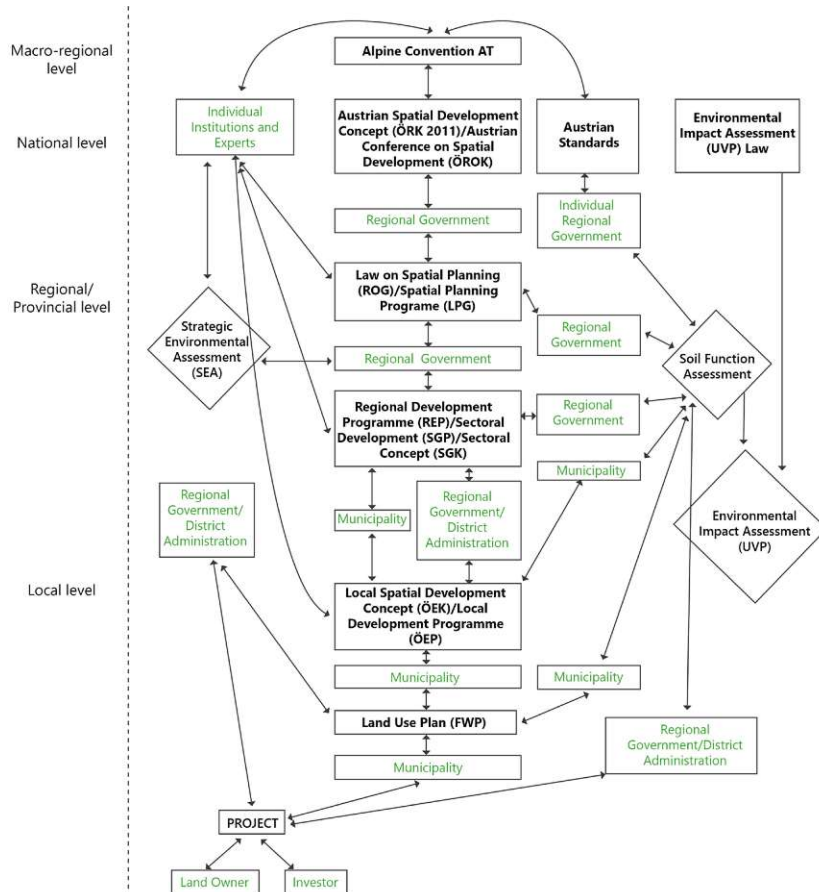 Macro-regional
level
Alpine Convention AT
National level
Individual
Institutions and
Experts
Austrian Spatial Development
Concept (ÖRK 2011)/Austrian
Conference on Spatial
Development (ÖROK)
Austrian
Standards
Environmental
Impact Assessment
(UVP) Law
Regional Government
Individual
Regional
Government
Regional/
Provincial level
Law on Spatial Planning
(ROG)/Spatial Planning
Programe (LPG)
Strategic
Environmental
Assessment
(SEA)
Regional
Government
Soil Function
Assessment
Regional Government
Regional Development
Programme (REP)/Sectoral
Development (SGP)/Sectoral
Concept (SGK)
Regional
Government
Municipality
Regional
Government/
District
Administration
Municipality
Regional
Government/
District
Administration
Environmental
Impact Assessment
(UVP)
Local level
Local Spatial Development
Concept (ÖEK)/Local
Development Programme
(ÖEP)
Municipality
Municipality
Land Use Plan (FWP)
Regional
Government/District
Administration
Municipality
PROJECT
Land Owner
Investor